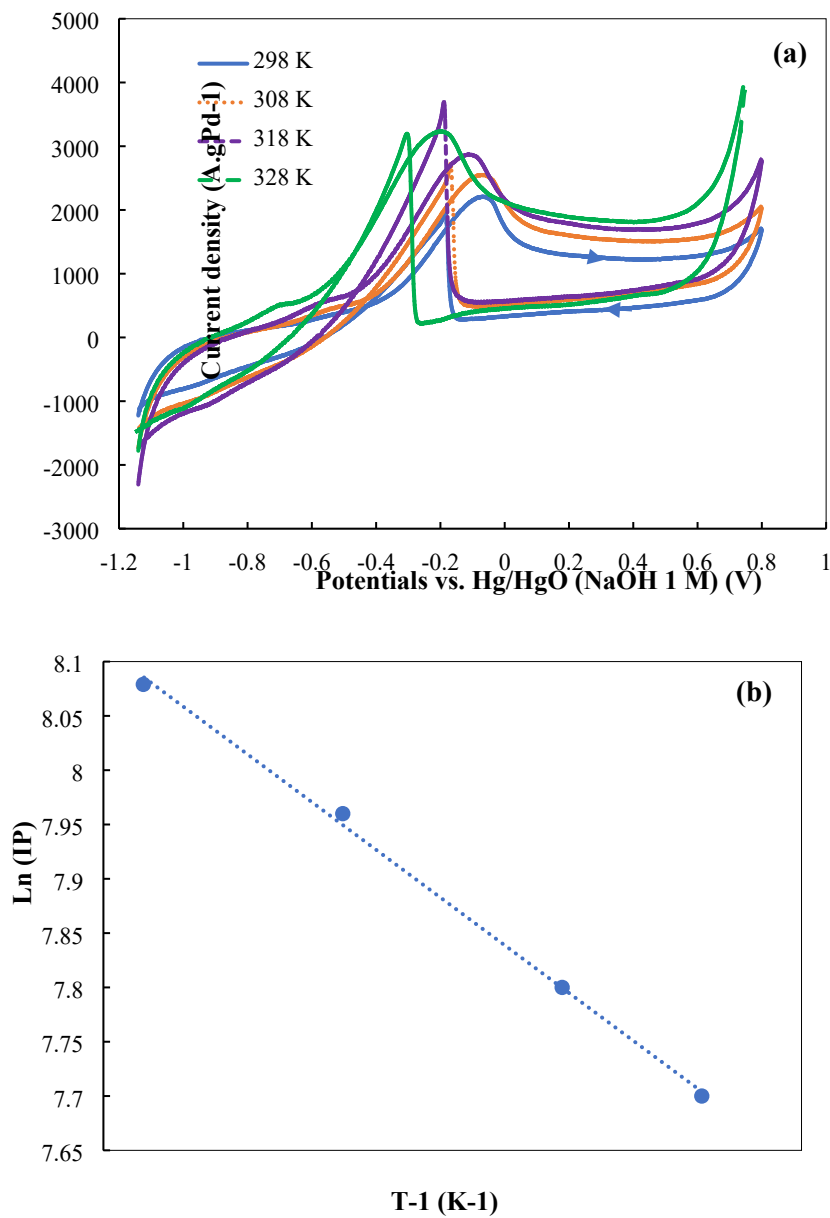 5000
4000
3000
2000
1000
0
-1000
-2000
-3000
(a)
298 K
308 K
318 K
328 K
Current density (A.gPd-1)
-1.2 -1 -0.8 -0.6 -0.4 -0.2 0 0.2 0.4 0.6 0.8 1
Potentials vs. Hg/HgO (NaOH 1 M) (V)
8.1
8.05
8
7.95
7.9
7.85
7.8
7.75
7.7
7.65
(b)
Ln (IP)
T-1 (K-1)